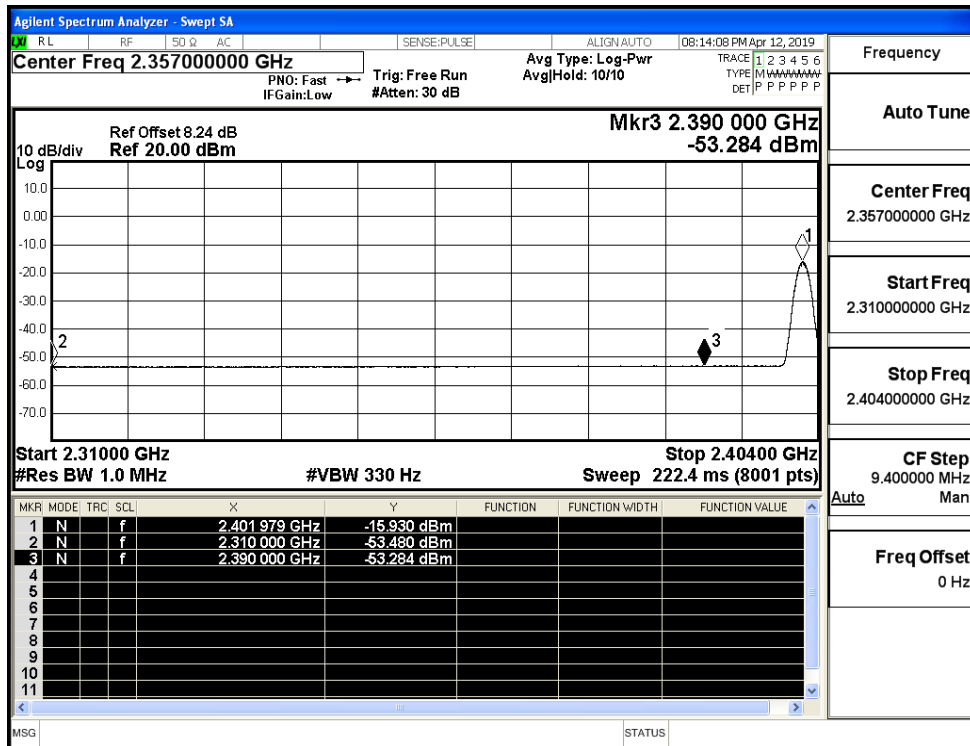 Agilent Spectrum Analyzer - Swept SA
LXI RL RF 50 Ω AC SENSE:PULSE ALIGN AUTO 08:14:08 PM Apr 12, 2019
Center Freq 2.357000000 GHz
PNO: Fast
IFGain:Low
Trig: Free Run
#Atten: 30 dB
Avg Type: Log-Pwr
Avg|Hold: 10/10
TRACE 1 2 3 4 5 6
TYPE M
DET P P P P P P
Ref Offset 8.24 dB
10 dB/div Ref 20.00 dBm
Log
Mkr3 2.390 000 GHz
-53.284 dBm
10.0
0.00
-10.0
-20.0
-30.0
-40.0
-50.0
-60.0
-70.0
1
2
3
Start 2.31000 GHz Stop 2.40400 GHz
#Res BW 1.0 MHz #VBW 330 Hz Sweep 222.4 ms (8001 pts)
MKR MODE TRC SCL X Y FUNCTION FUNCTION WIDTH FUNCTION VALUE
1 N f 2.401 979 GHz -15.930 dBm
2 N f 2.310 000 GHz -53.480 dBm
3 N f 2.390 000 GHz -53.284 dBm
4
5
6
7
8
9
10
11
MSG STATUS
Frequency
Auto Tune
Center Freq
2.357000000 GHz
Start Freq
2.310000000 GHz
Stop Freq
2.404000000 GHz
CF Step
9.400000 MHz
Auto Man
Freq Offset
0 Hz